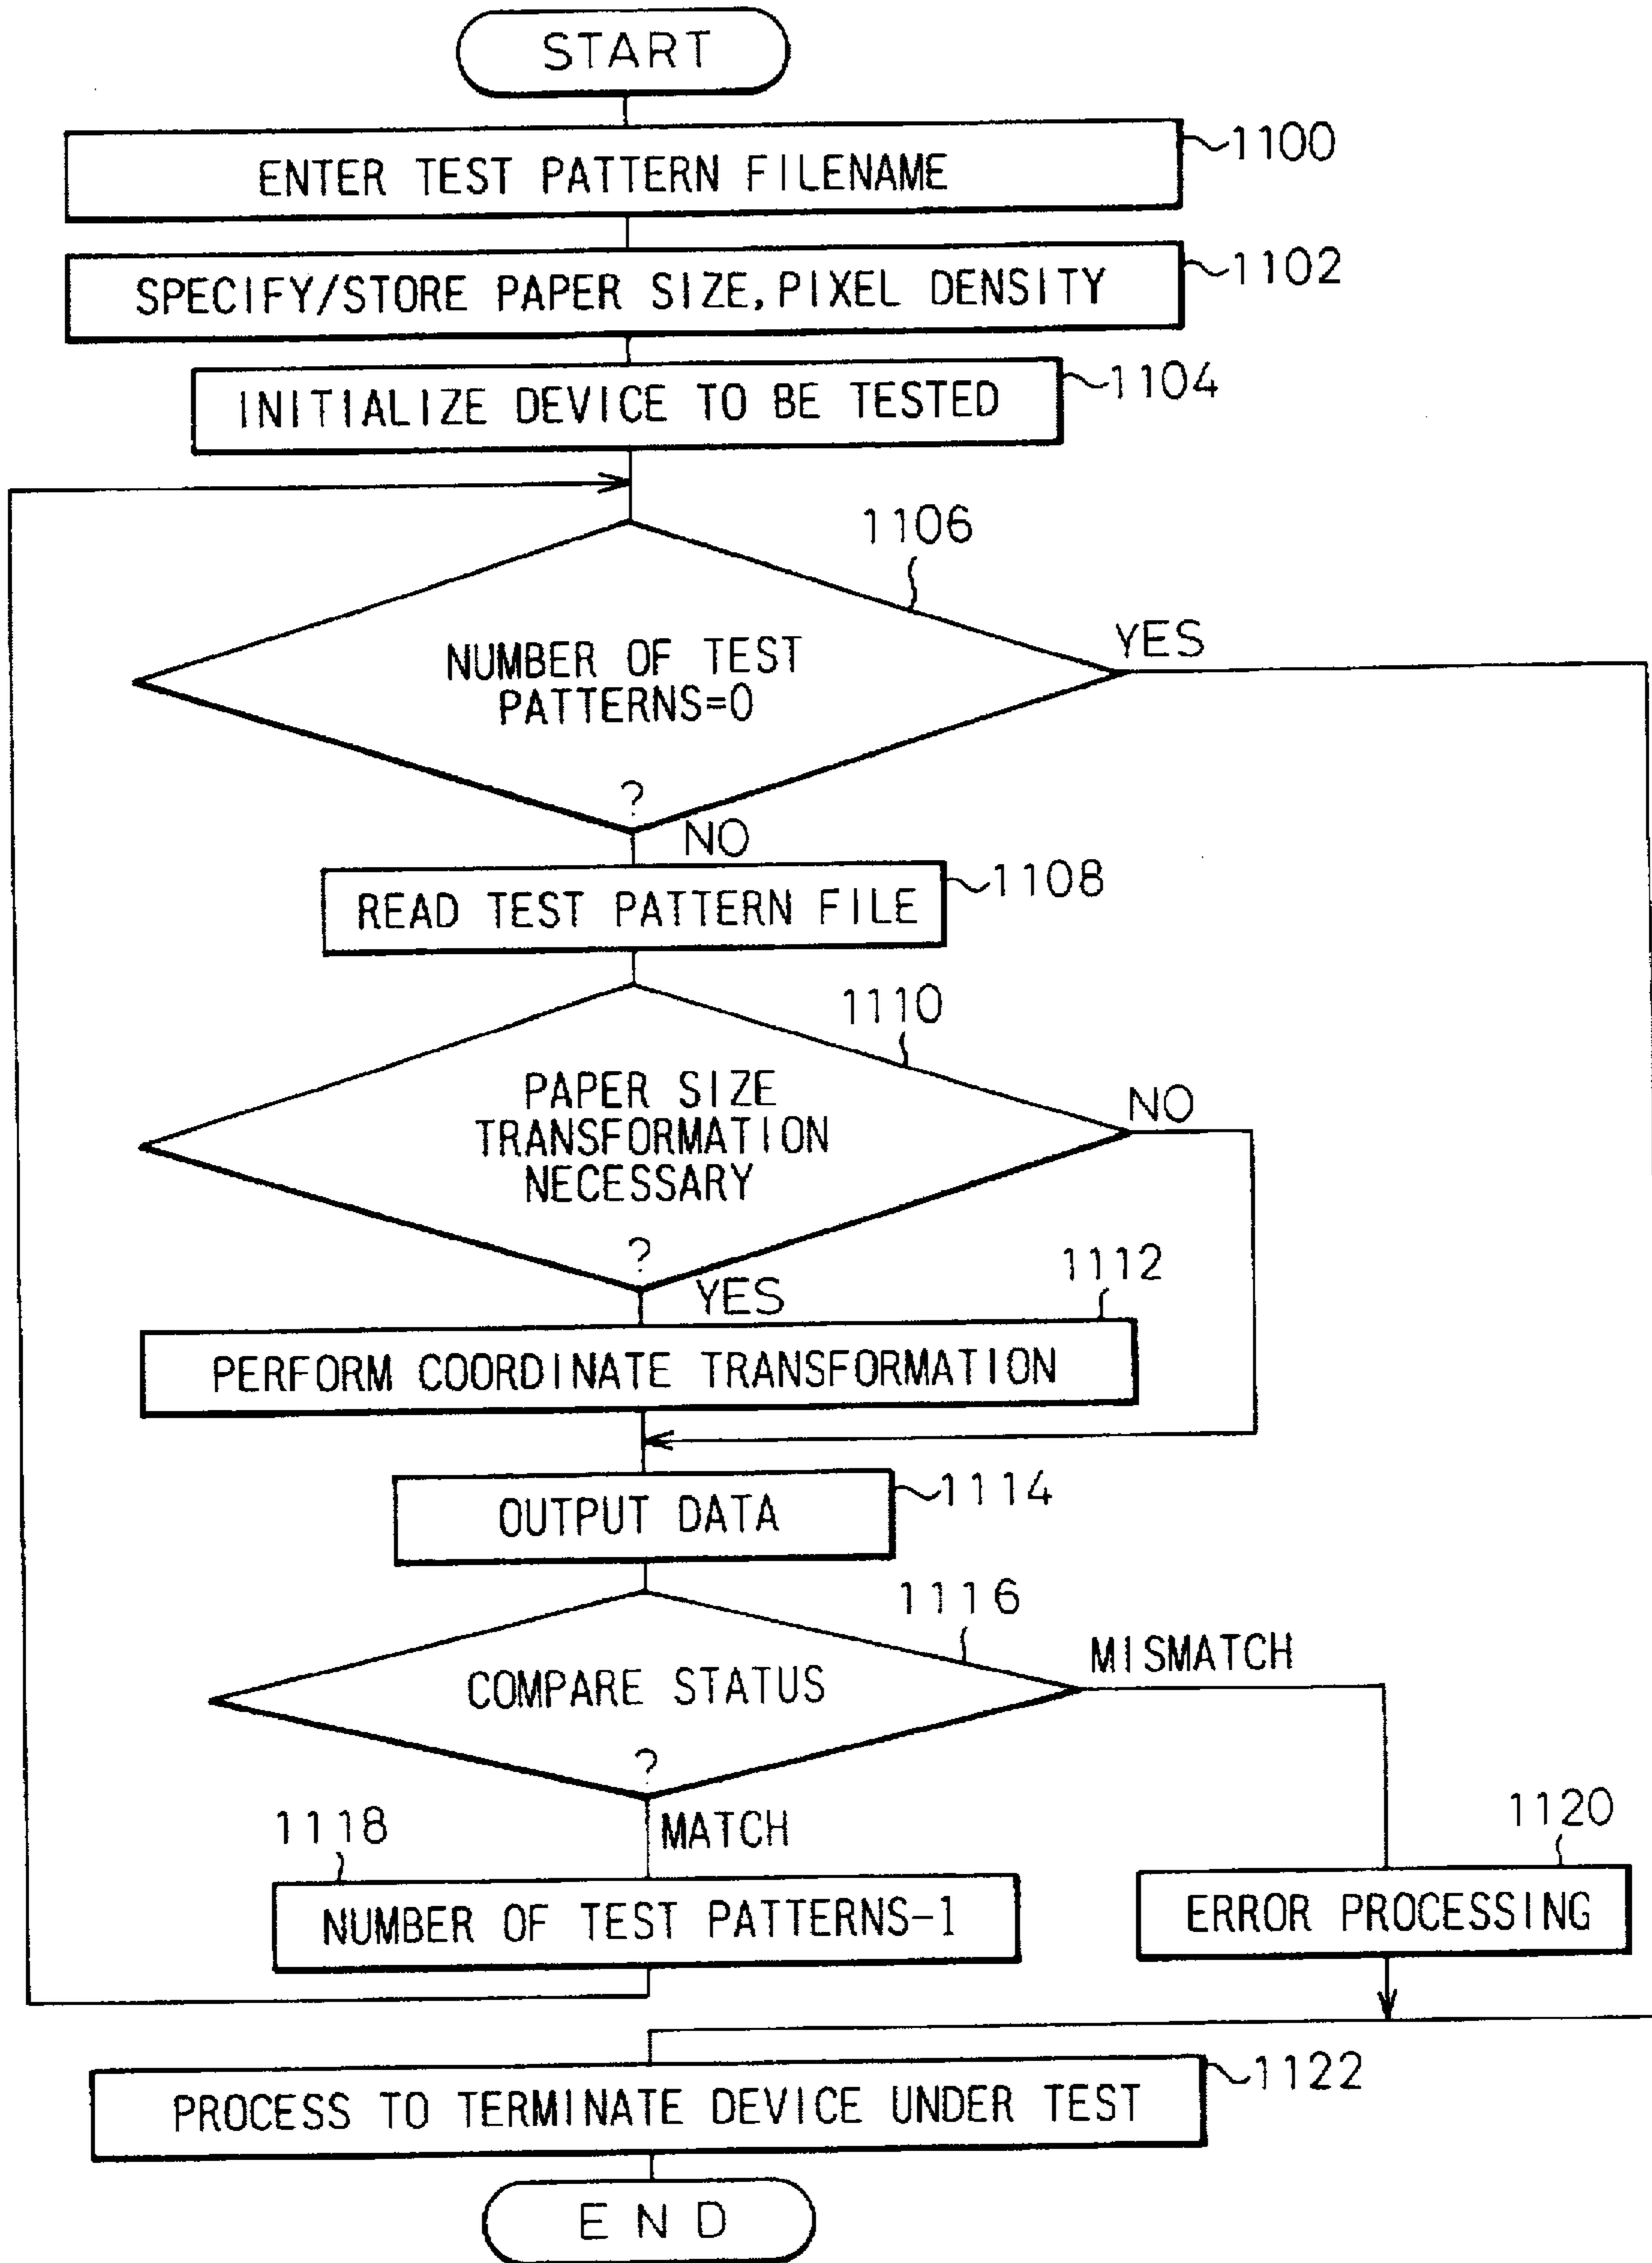 START
ENTER TEST PATTERN FILENAME
1100
SPECIFY/STORE PAPER SIZE,PIXEL DENSITY
1102
INITIALIZE DEVICE TO BE TESTED
1104
1106
NUMBER OF TEST
PATTERNS=0
?
YES
NO
READ TEST PATTERN FILE
1108
1110
PAPER SIZE
TRANSFORMATION
NECESSARY
?
NO
YES
1112
PERFORM COORDINATE TRANSFORMATION
OUTPUT DATA
1114
1116
COMPARE STATUS
?
MISMATCH
MATCH
1118
NUMBER OF TEST PATTERNS-1
1120
ERROR PROCESSING
PROCESS TO TERMINATE DEVICE UNDER TEST
1122
END